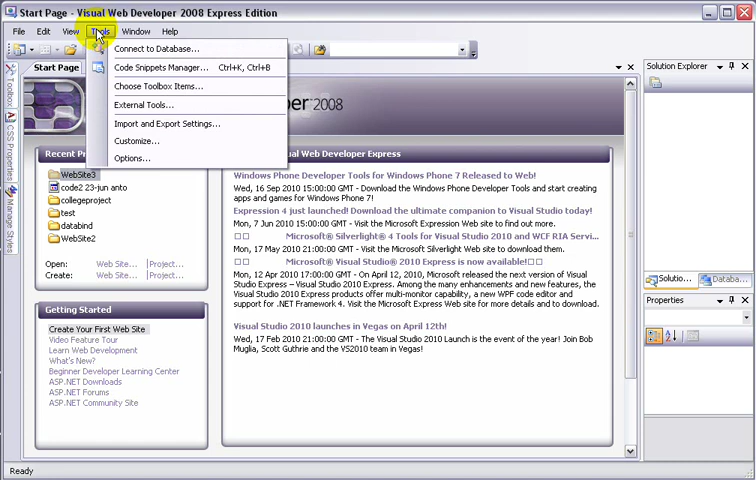 Start Page - Visual Web Developer 2008 Express Edition
File Edit View Tools Window Help
Connect to Database...
Code Snippets Manager... Ctrl+K, Ctrl+B
Choose Toolbox Items...
External Tools...
Import and Export Settings...
Customize...
Options...
Start Page
Solution Explorer
Toolbox
CSS Properties
Manage Styles
2008
Recent Pr
WebSite3
code2 23-jun anto
collegeproject
test
databind
WebSite2
Open: Web Site... Project...
Create: Web Site... Project...
Getting Started
Create Your First Web Site
Video Feature Tour
Learn Web Development
What's New?
Beginner Developer Learning Center
ASP.NET Downloads
ASP.NET Forums
ASP.NET Community Site
Web Developer Express
Windows Phone Developer Tools for Windows Phone 7 Released to Web!
Wed, 16 Sep 2010 15:00:00 GMT - Download the Windows Phone Developer Tools and start creating
apps and games for Windows Phone 7!
Expression 4 just launched! Download the ultimate companion to Visual Studio today!
Mon, 7 Jun 2010 15:00:00 GMT - Visit the Microsoft Expression Web site to find out more.
Microsoft® Silverlight® 4 Tools for Visual Studio 2010 and WCF RIA Servi...
Mon, 17 May 2010 21:00:00 GMT - Visit the Microsoft Silverlight Web site to download them.
Microsoft® Visual Studio® 2010 Express is now available!
Mon, 12 Apr 2010 17:00:00 GMT - On April 12, 2010, Microsoft released the next version of Visual
Studio Express – Visual Studio 2010 Express. Among the many enhancements and new features, the
Visual Studio 2010 Express products offer multi-monitor capability, a new WPF code editor and
support for .NET Framework 4. Visit the Microsoft Express Web site for more details and to download.
Visual Studio 2010 launches in Vegas on April 12th!
Wed, 17 Feb 2010 21:00:00 GMT - The Visual Studio 2010 Launch is the event of the year! Join Bob
Muglia, Scott Guthrie and the VS2010 team in Vegas!
Solutio... Databa...
Properties
Ready